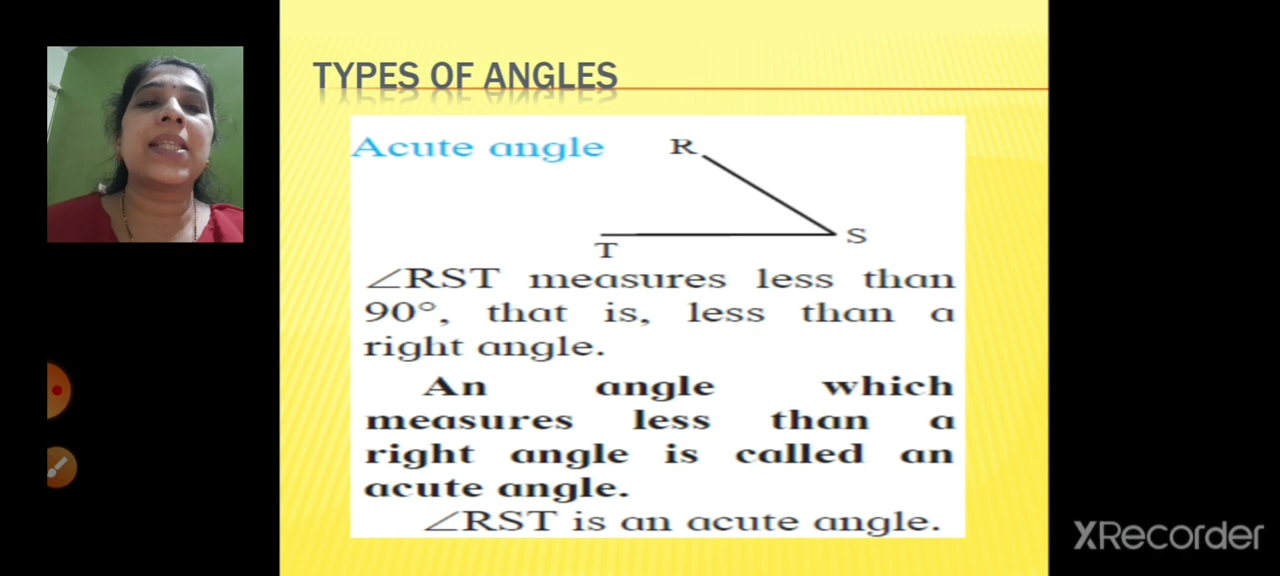 TYPES OF ANGLES
Acute angle
R
S
T
∠RST measures less than
90°, that is, less than a
right angle.
An angle which
measures less than a
right angle is called an
acute angle.
∠RST is an acute angle.
XRecorder